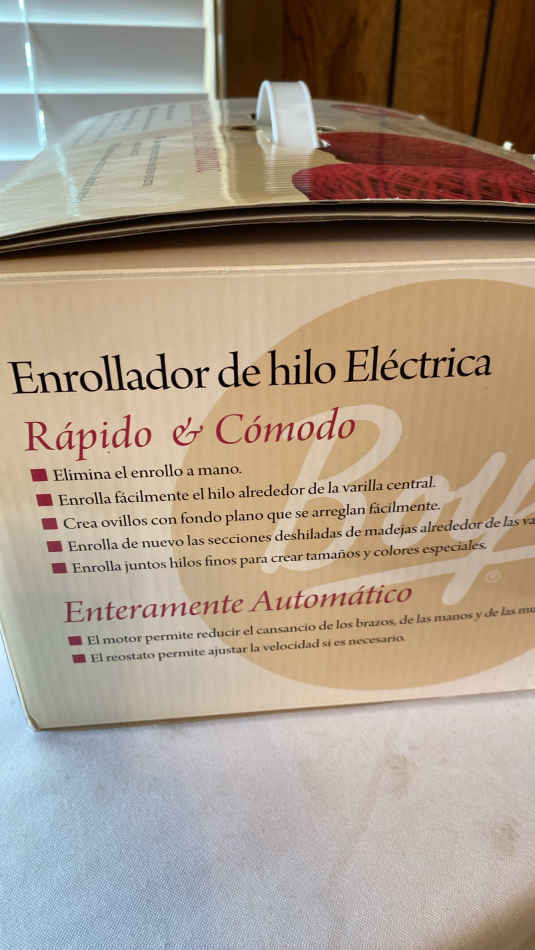 Enrollador de hilo Eléctrica
Rápido & Cómodo
Elimina el enrollo a mano.
Enrolla fácilmente el hilo alrededor de la varilla central.
Crea ovillos con fondo plano que se arreglan fácilmente.
Enrolla de nuevo las secciones deshiladas de madejas alrededor de las va
Enrolla juntos hilos finos para crear tamaños y colores especiales.
Boye
®
Enteramente Automático
El motor permite reducir el cansancio de los brazos, de las manos y de las mu
El reostato permite ajustar la velocidad si es necesario.